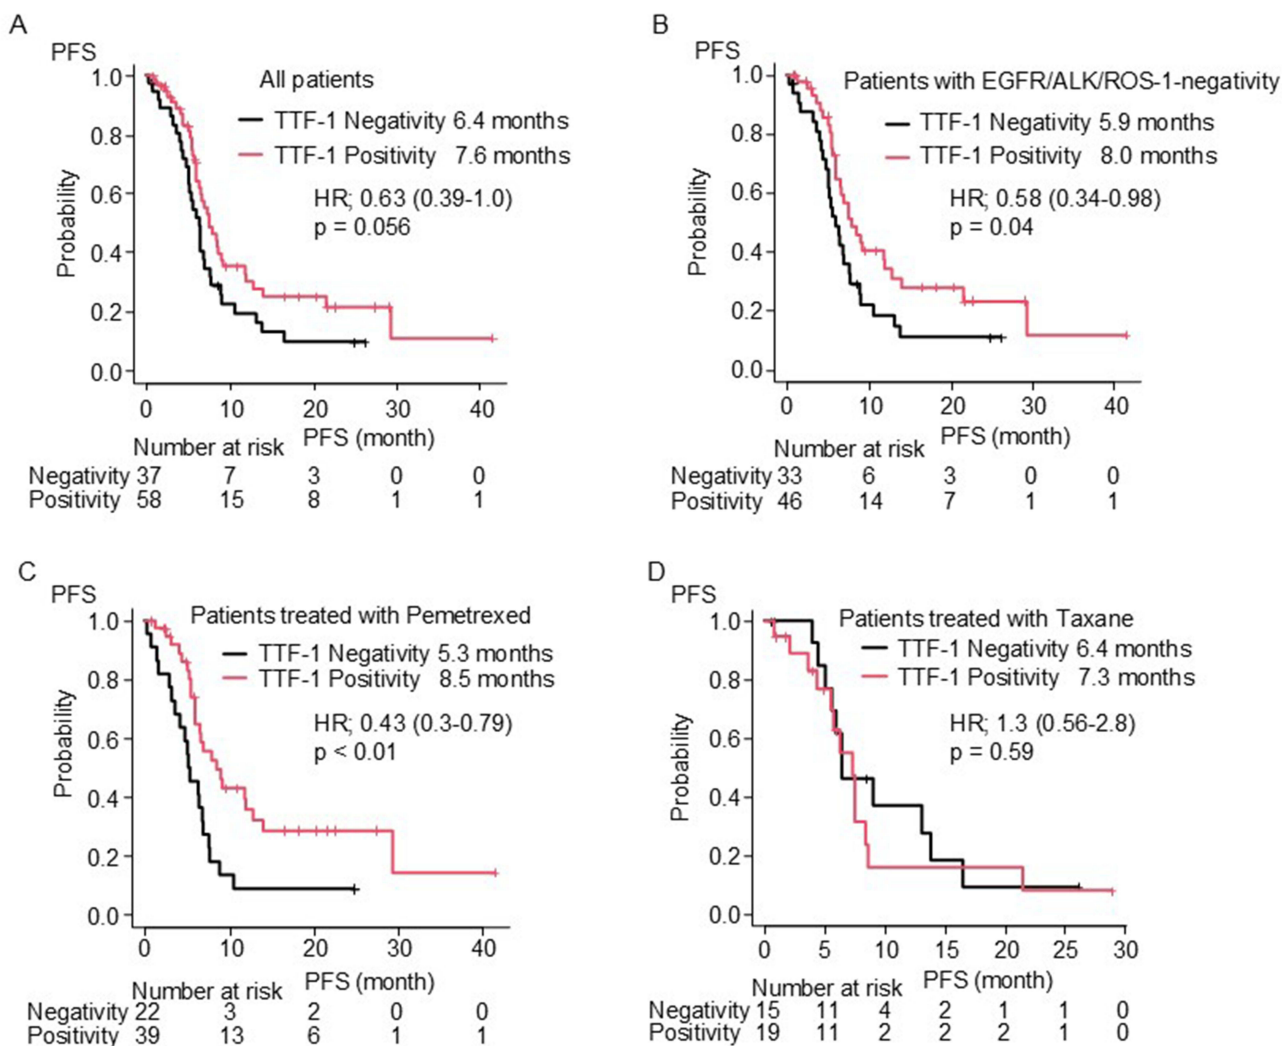 A
PFS
All patients
TTF-1 Negativity 6.4 months
TTF-1 Positivity 7.6 months
HR; 0.63 (0.39-1.0)
p = 0.056
Probability
1.0
0.8
0.6
0.4
0.2
0.0
0 10 20 30 40
PFS (month)
Number at risk
Negativity 37 7 3 0 0
Positivity 58 15 8 1 1
B
PFS
Patients with EGFR/ALK/ROS-1-negativity
TTF-1 Negativity 5.9 months
TTF-1 Positivity 8.0 months
HR; 0.58 (0.34-0.98)
p = 0.04
Probability
1.0
0.8
0.6
0.4
0.2
0.0
0 10 20 30 40
PFS (month)
Number at risk
Negativity 33 6 3 0 0
Positivity 46 14 7 1 1
C
PFS
Patients treated with Pemetrexed
TTF-1 Negativity 5.3 months
TTF-1 Positivity 8.5 months
HR; 0.43 (0.3-0.79)
p < 0.01
Probability
1.0
0.8
0.6
0.4
0.2
0.0
0 10 20 30 40
PFS (month)
Number at risk
Negativity 22 3 2 0 0
Positivity 39 13 6 1 1
D
PFS
Patients treated with Taxane
TTF-1 Negativity 6.4 months
TTF-1 Positivity 7.3 months
HR; 1.3 (0.56-2.8)
p = 0.59
Probability
1.0
0.8
0.6
0.4
0.2
0.0
0 5 10 15 20 25 30
PFS (month)
Number at risk
Negativity 15 11 4 2 1 1 0
Positivity 19 11 2 2 2 1 0